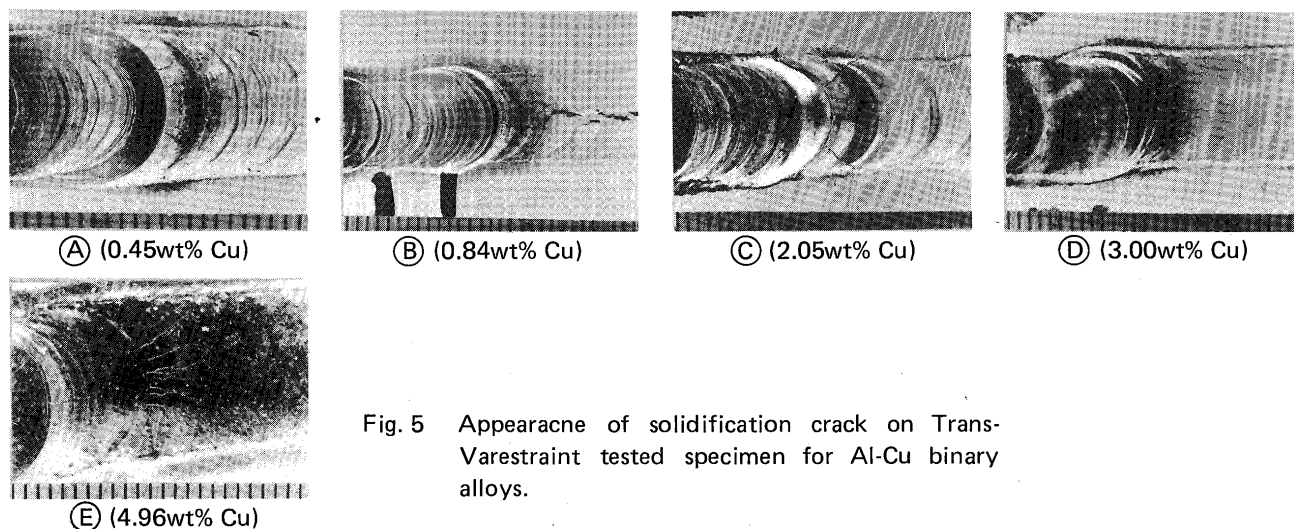 Ⓐ (0.45wt% Cu)
Ⓑ (0.84wt% Cu)
Ⓒ (2.05wt% Cu)
Ⓓ (3.00wt% Cu)
Ⓔ (4.96wt% Cu)
Fig. 5 Appearacne of solidification crack on Trans-
Varestraint tested specimen for Al-Cu binary
alloys.